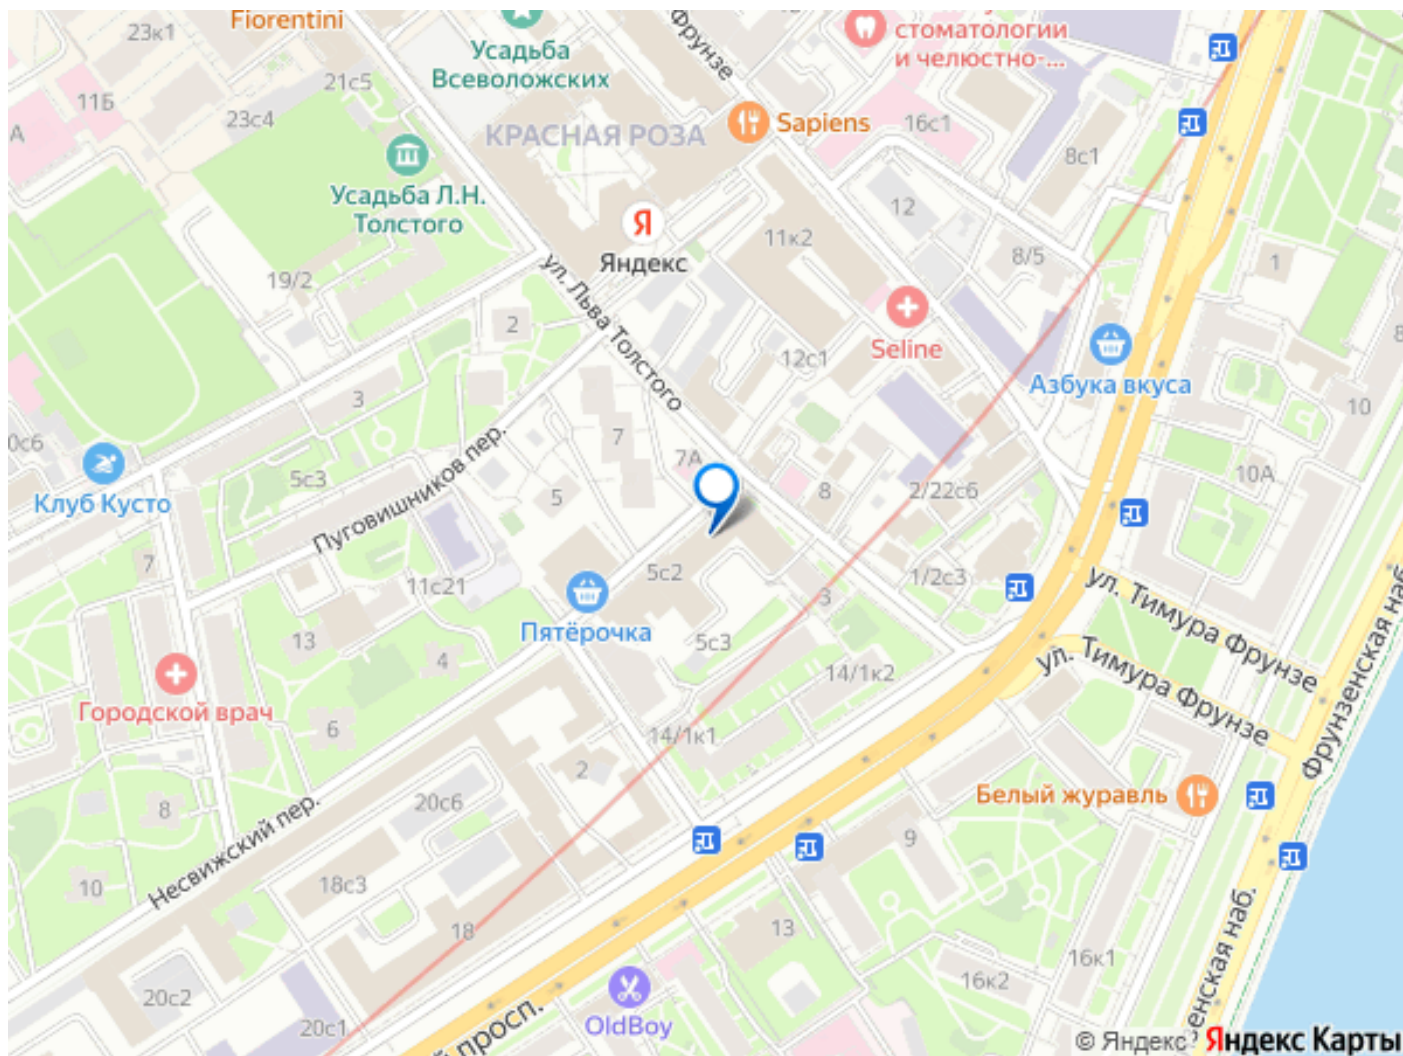 Fiorentini
23к1
Усадьба
Всеволожских
Фрунзе
стоматологии
и челюстно-...
21с5
11Б
23с4
КРАСНАЯ РОЗА
Sapiens
16с1
8с1
Усадьба Л.Н.
Толстого
12
11к2
8/5
1
Яндекс
19/2
ул. Льва Толстого
2
Seline
12с1
Азбука вкуса
3
10
7
7А
5с3
Клуб Кусто
Пуговишников пер.
5
8
2/22с6
10А
7
11с21
5с2
1/2с3
3
ул. Тимура Фрунзе
Пятёрочка
13
4
5с3
14/1к2
ул. Тимура Фрунзе
Фрунзенская наб.
Городской врач
6
14/1к1
2
20с6
8
Белый журавль
9
Несвижский пер.
10
18с3
18
13
16к1
16к2
20с2
20с1
OldBoy
просп.
© Яндекс
Яндекс Карты